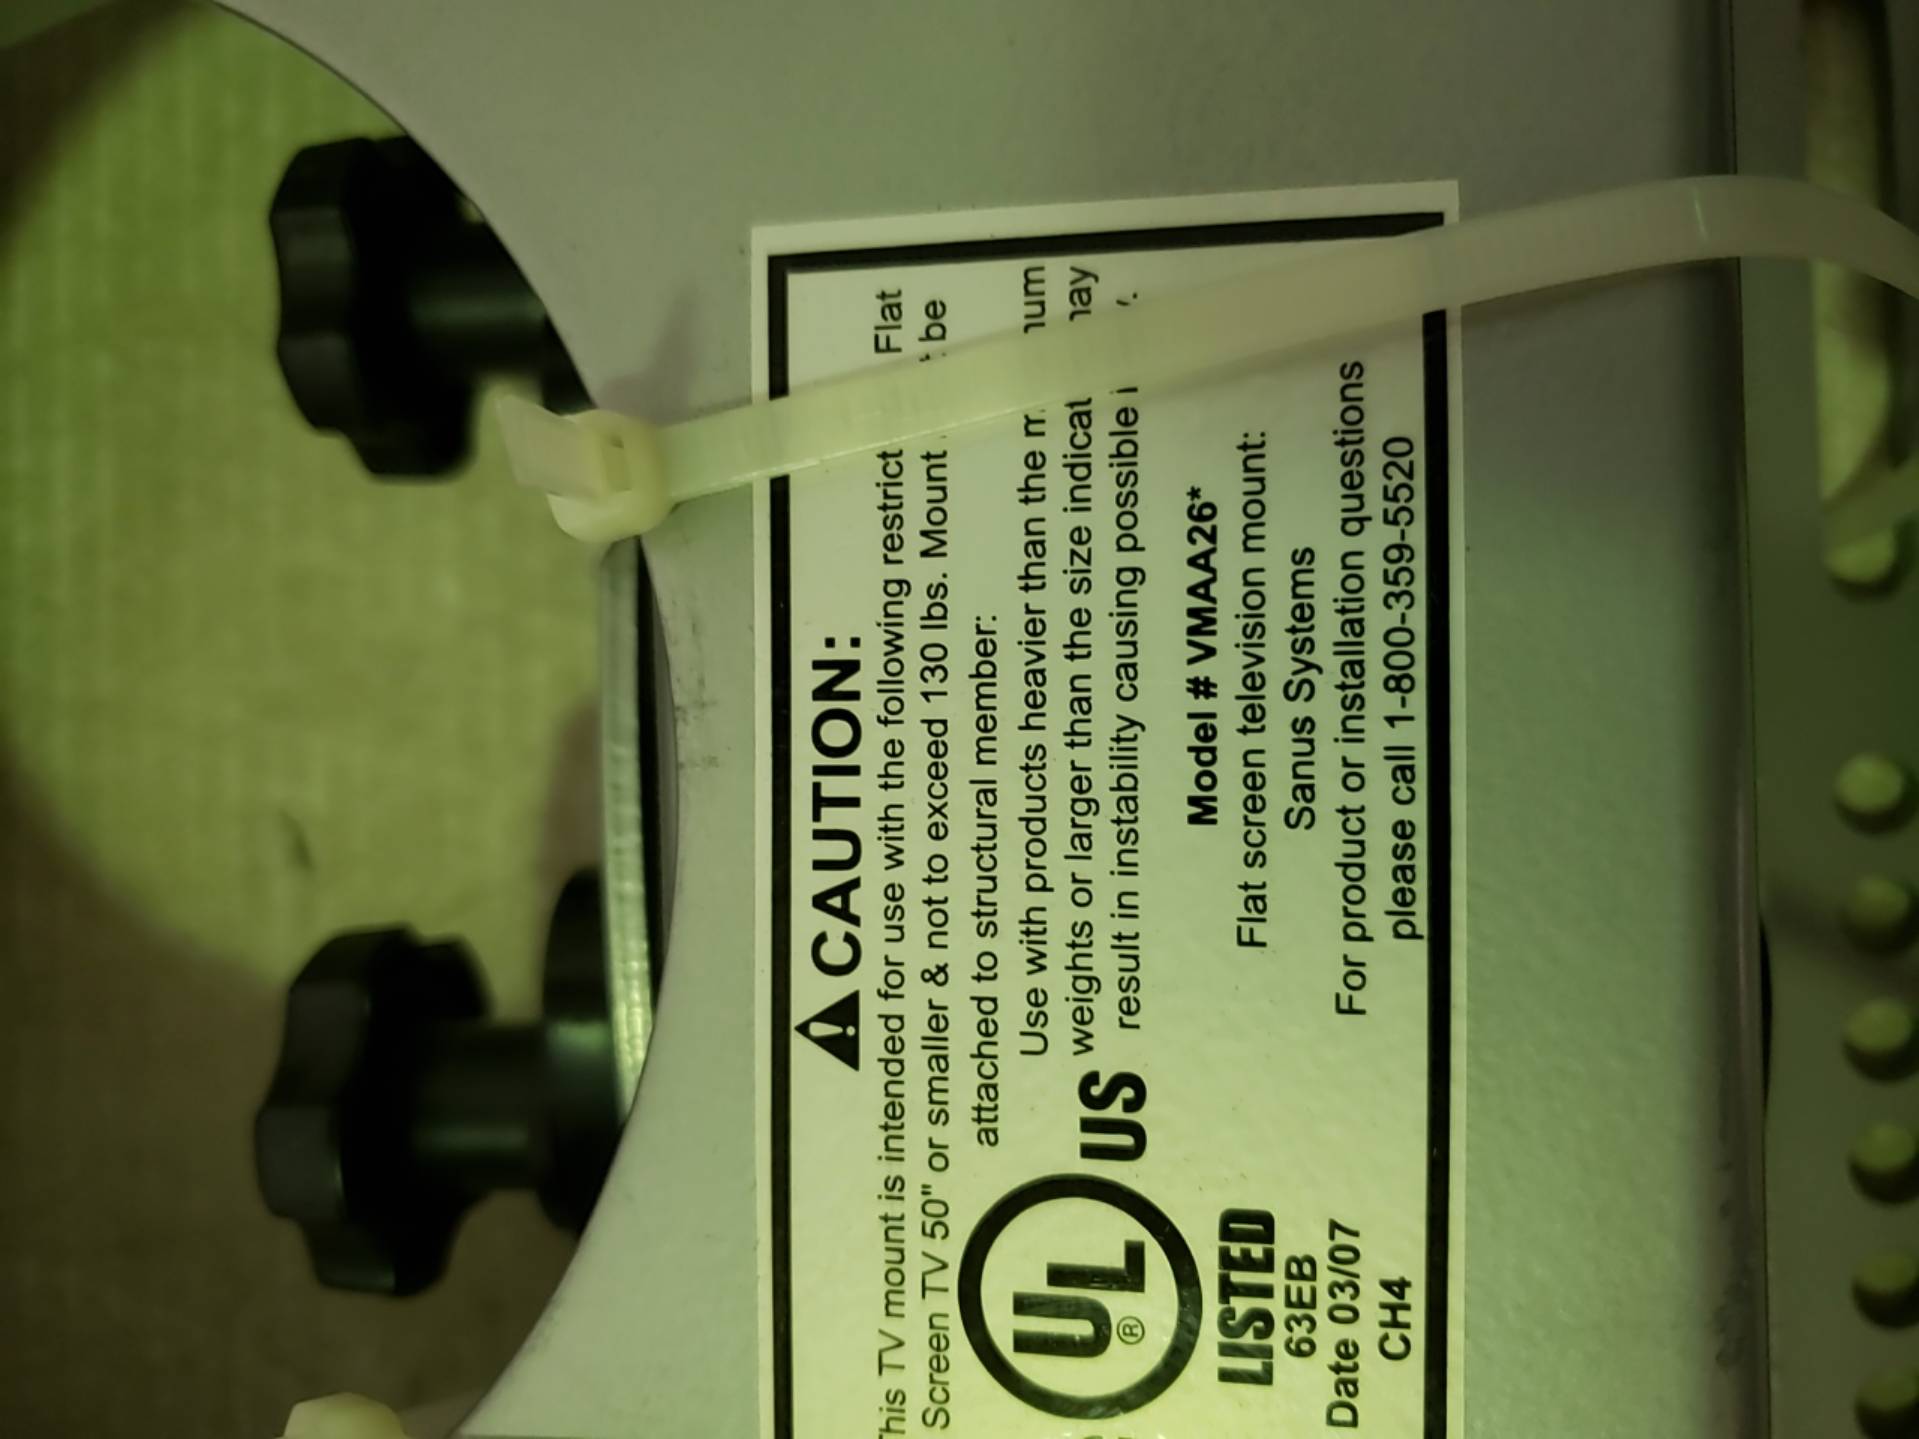 CAUTION:
This TV mount is intended for use with the following restrict Flat
Screen TV 50" or smaller & not to exceed 130 lbs. Mount be
attached to structural member.
Use with products heavier than the
weights or larger than the size indicat
result in instability causing possible
Model # VMAA26*
Flat screen television mount:
Sanus Systems
For product or installation questions
please call 1-800-359-5520
UL ® US
LISTED
63EB
Date 03/07
CH4